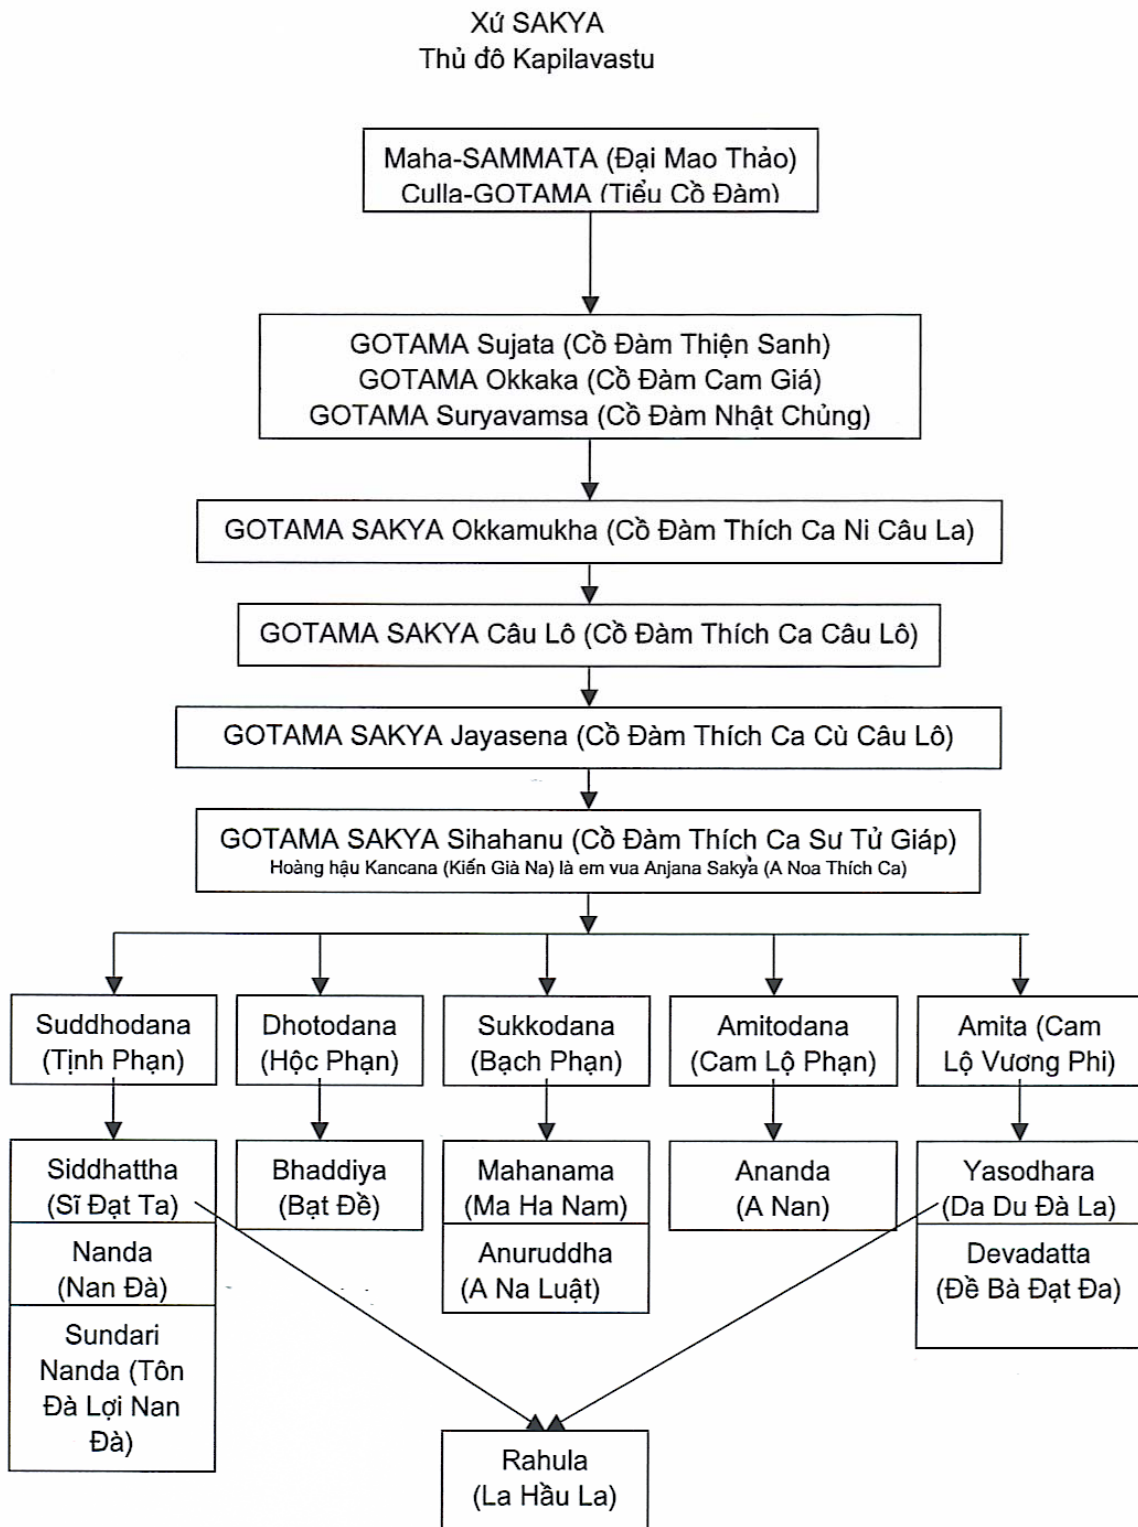 Xứ SAKYA
Thủ đô Kapilavastu
Maha-SAMMATA (Đại Mao Thảo)
Culla-GOTAMA (Tiểu Cồ Đàm)
GOTAMA Sujata (Cồ Đàm Thiện Sanh)
GOTAMA Okkaka (Cồ Đàm Cam Giá)
GOTAMA Suryavamsa (Cồ Đàm Nhật Chủng)
GOTAMA SAKYA Okkamukha (Cồ Đàm Thích Ca Ni Câu La)
GOTAMA SAKYA Câu Lô (Cồ Đàm Thích Ca Câu Lô)
GOTAMA SAKYA Jayasena (Cồ Đàm Thích Ca Cù Câu Lô)
GOTAMA SAKYA Sihahanu (Cồ Đàm Thích Ca Sư Tử Giáp)
Hoàng hậu Kancana (Kiến Già Na) là em vua Anjana Sakya (A Noa Thích Ca)
Suddhodana
(Tịnh Phạn)
Dhotodana
(Hộc Phạn)
Sukkodana
(Bạch Phạn)
Amitodana
(Cam Lộ Phạn)
Amita (Cam
Lộ Vương Phi)
Siddhattha
(Sĩ Đạt Ta)
Nanda
(Nan Đà)
Sundari
Nanda (Tôn
Đà Lợi Nan
Đà)
Bhaddiya
(Bạt Đề)
Mahanama
(Ma Ha Nam)
Anuruddha
(A Na Luật)
Ananda
(A Nan)
Yasodhara
(Da Du Đà La)
Devadatta
(Đề Bà Đạt Đa)
Rahula
(La Hầu La)